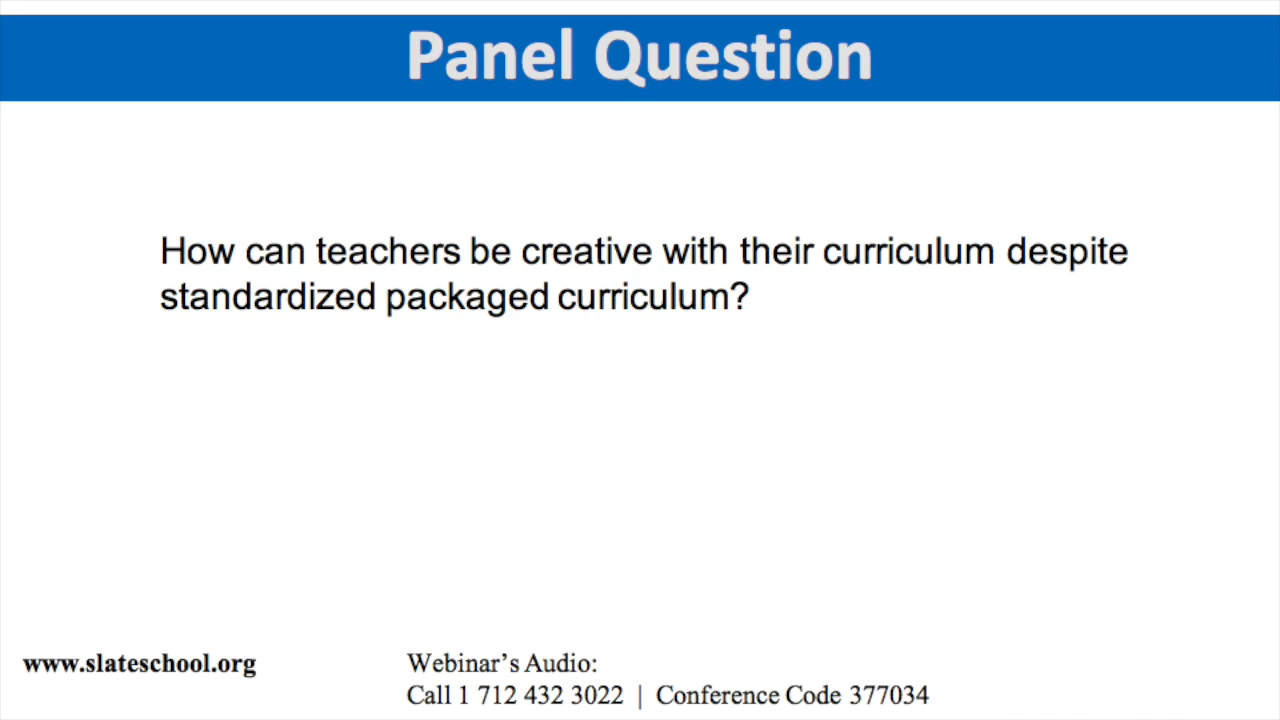 Panel Question
How can teachers be creative with their curriculum despite
standardized packaged curriculum?
www.slateschool.org
Webinar’s Audio:
Call 1 712 432 3022 | Conference Code 377034